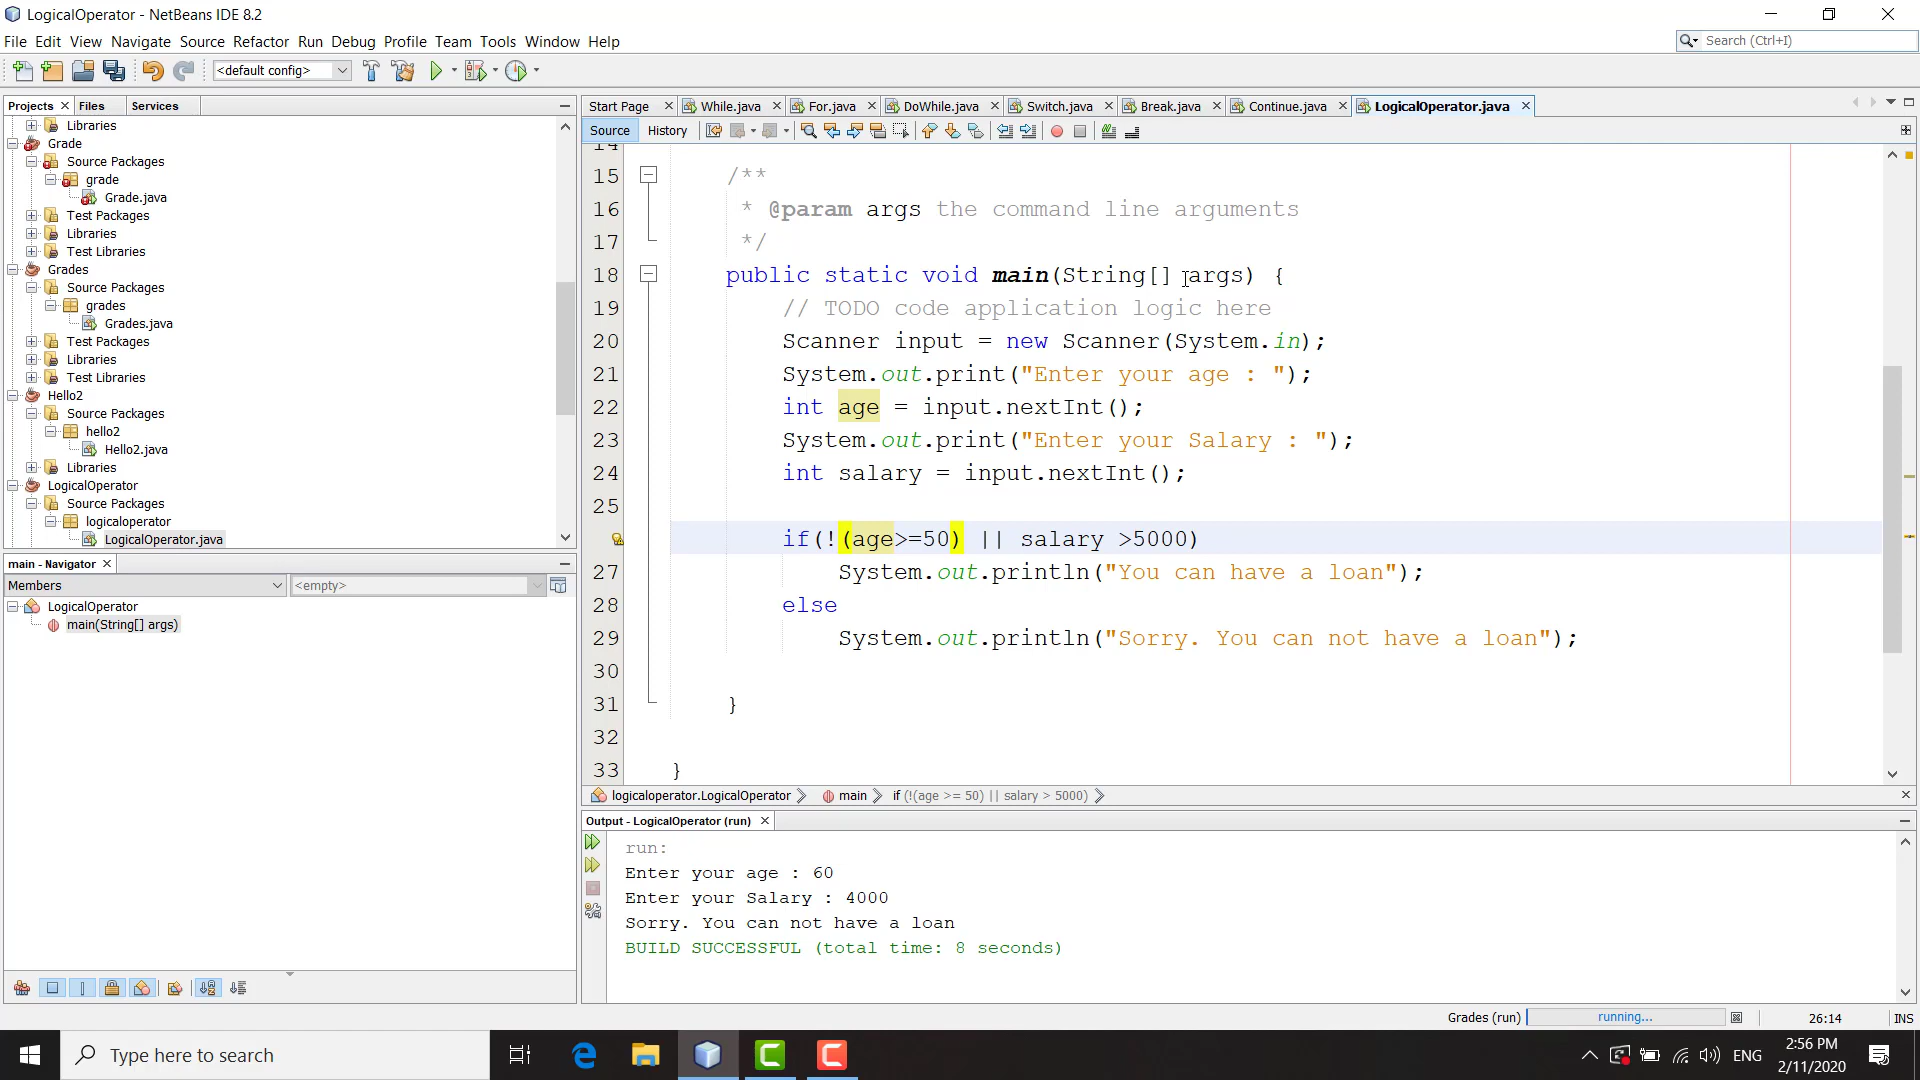 LogicalOperator - NetBeans IDE 8.2
File Edit View Navigate Source Refactor Run Debug Profile Team Tools Window Help
Search (Ctrl+I)
<default config>
Projects Files Services
Libraries
Grade
Source Packages
grade
Grade.java
Test Packages
Libraries
Test Libraries
Grades
Source Packages
grades
Grades.java
Test Packages
Libraries
Test Libraries
Hello2
Source Packages
hello2
Hello2.java
Libraries
LogicalOperator
Source Packages
logicaloperator
LogicalOperator.java
main - Navigator
Members <empty>
LogicalOperator
main(String[] args)
Start Page While.java For.java DoWhile.java Switch.java Break.java Continue.java LogicalOperator.java
Source History
14
15 /**
16 * @param args the command line arguments
17 */
18 public static void main(String[] args) {
19 // TODO code application logic here
20 Scanner input = new Scanner(System.in);
21 System.out.print("Enter your age : ");
22 int age = input.nextInt();
23 System.out.print("Enter your Salary : ");
24 int salary = input.nextInt();
25
if(!(age>=50) || salary >5000)
27 System.out.println("You can have a loan");
28 else
29 System.out.println("Sorry. You can not have a loan");
30
31 }
32
33 }
logicaloperator.LogicalOperator main if (!(age >= 50) || salary > 5000)
Output - LogicalOperator (run)
run:
Enter your age : 60
Enter your Salary : 4000
Sorry. You can not have a loan
BUILD SUCCESSFUL (total time: 8 seconds)
Grades (run) running... 26:14 INS
Type here to search
ENG
2:56 PM
2/11/2020